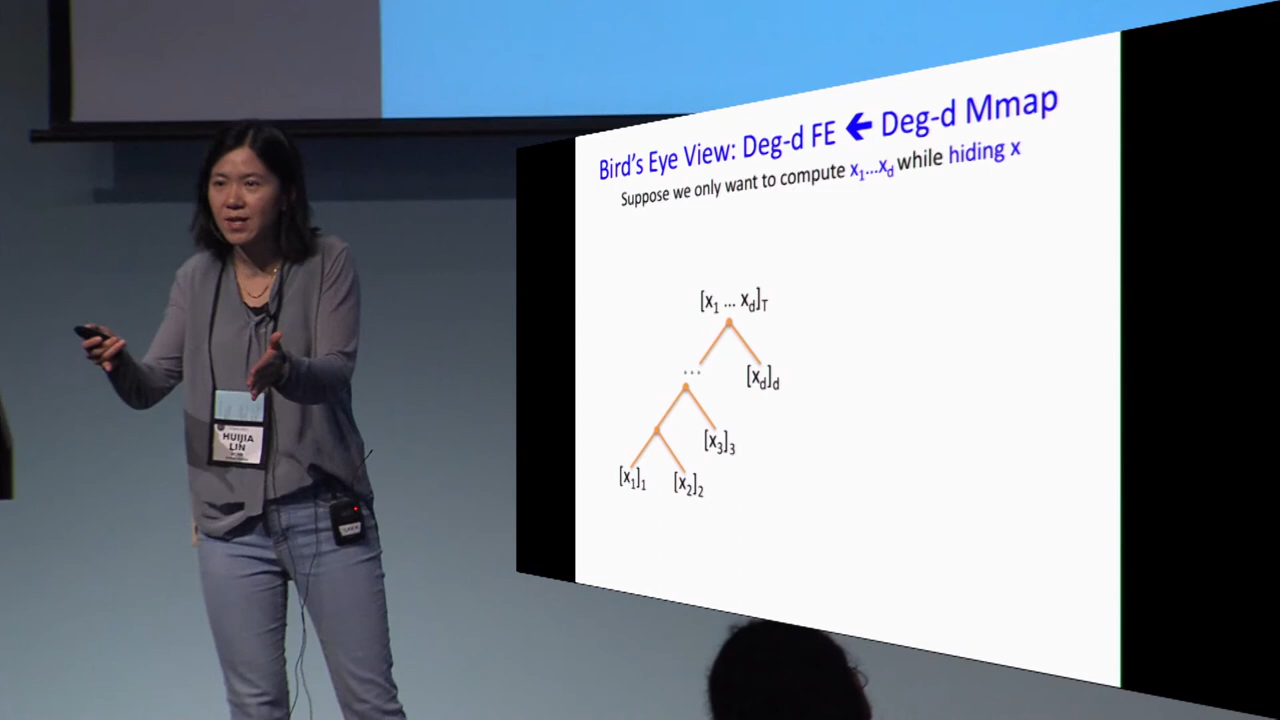 Bird's Eye View: Deg-d FE ← Deg-d Mmap
Suppose we only want to compute x₁...x_d while hiding x
[x₁ ... x_d]_T
...
[x_d]_d
[x₃]₃
[x₁]₁ [x₂]₂
HUIJIA
LIN